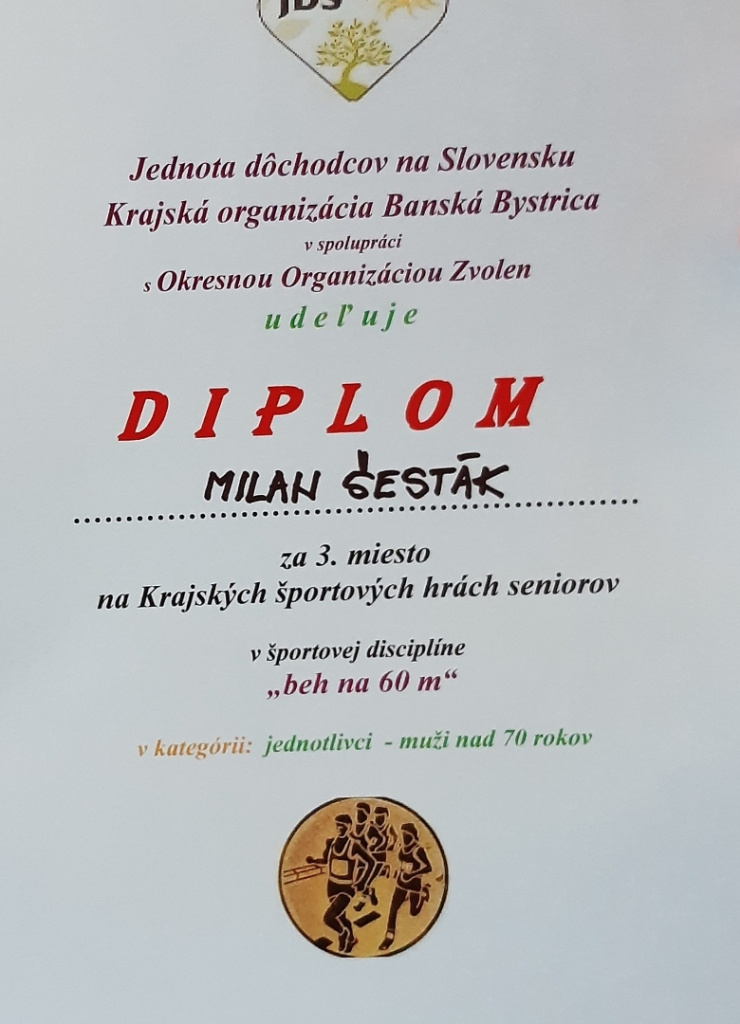 JDS
Jednota dôchodcov na Slovensku
Krajská organizácia Banská Bystrica
v spolupráci
s Okresnou Organizáciou Zvolen
udeľuje
DIPLOM
MILAN ŠESTÁK
za 3. miesto
na Krajských športových hrách seniorov
v športovej disciplíne
„beh na 60 m“
v kategórii: jednotlivci - muži nad 70 rokov